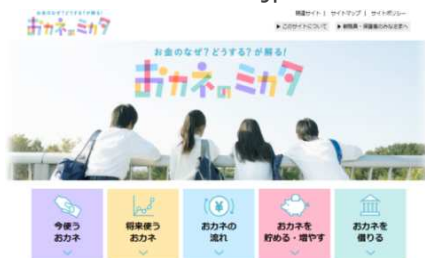 お金のなぜ?どうする?が解る!
おカネのミカタ
関連サイト | サイトマップ | サイトポリシー
▶ このサイトについて
▶ 教職員・保護者のみなさまへ
お金のなぜ?どうする?が解る!
おカネのミカタ
今使う
おカネ
将来使う
おカネ
おカネの
流れ
おカネを
貯める・増やす
おカネを
借りる